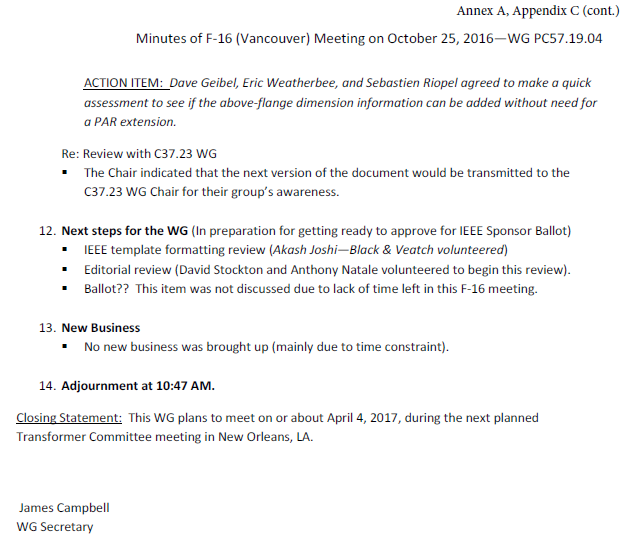 Annex A, Appendix C (cont.)
Minutes of F-16 (Vancouver) Meeting on October 25, 2016—WG PC57.19.04
ACTION ITEM: Dave Geibel, Eric Weatherbee, and Sebastien Riopel agreed to make a quick
assessment to see if the above-flange dimension information can be added without need for
a PAR extension.
Re: Review with C37.23 WG
▪ The Chair indicated that the next version of the document would be transmitted to the
C37.23 WG Chair for their group's awareness.
12. Next steps for the WG (In preparation for getting ready to approve for IEEE Sponsor Ballot)
▪ IEEE template formatting review (Akash Joshi—Black & Veatch volunteered)
▪ Editorial review (David Stockton and Anthony Natale volunteered to begin this review).
▪ Ballot?? This item was not discussed due to lack of time left in this F-16 meeting.
13. New Business
▪ No new business was brought up (mainly due to time constraint).
14. Adjournment at 10:47 AM.
Closing Statement: This WG plans to meet on or about April 4, 2017, during the next planned
Transformer Committee meeting in New Orleans, LA.
James Campbell
WG Secretary